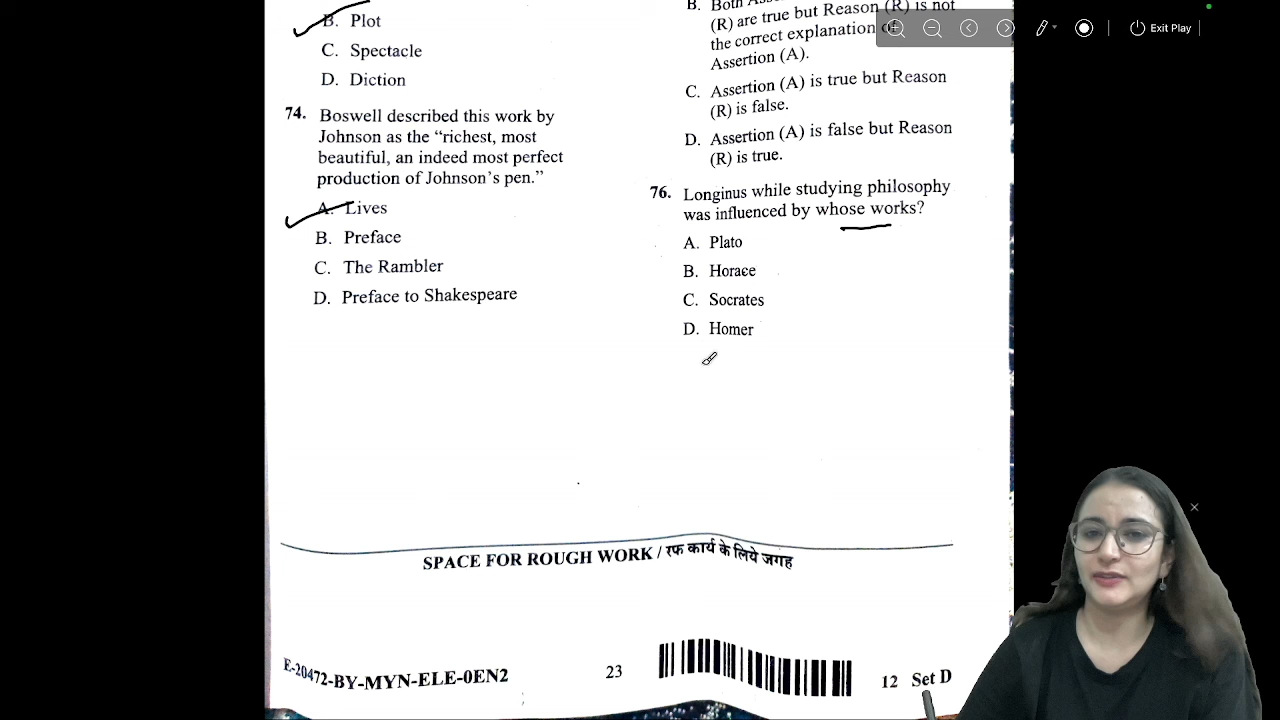 B. Plot
C. Spectacle
D. Diction
74. Boswell described this work by
Johnson as the “richest, most
beautiful, an indeed most perfect
production of Johnson’s pen.”
A. Lives
B. Preface
C. The Rambler
D. Preface to Shakespeare
B. Both
(R) are true but Reason (R) is not
the correct explanation
Assertion (A).
C. Assertion (A) is true but Reason
(R) is false.
D. Assertion (A) is false but Reason
(R) is true.
76. Longinus while studying philosophy
was influenced by whose works?
A. Plato
B. Horace
C. Socrates
D. Homer
Exit Play
SPACE FOR ROUGH WORK / रफ कार्य के लिये जगह
E-20472-BY-MYN-ELE-0EN2
23
12 Set D